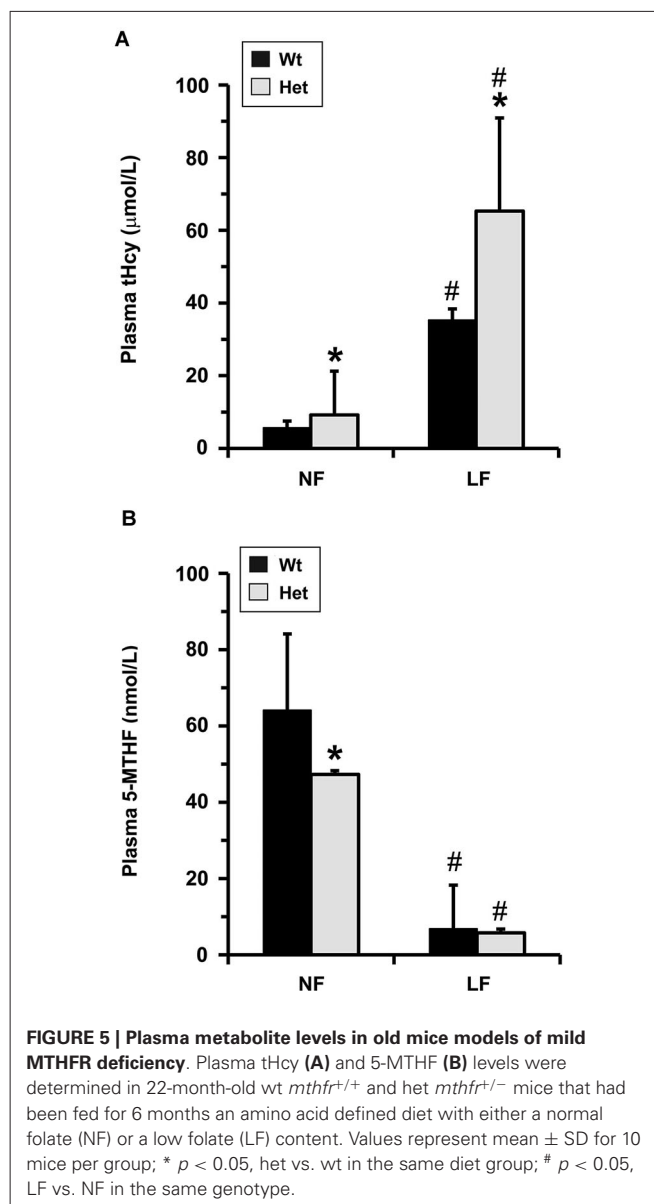 A
Wt
Het
Plasma tHcy (µmol/L)
100
80
60
40
20
0
*
#
#
*
NF
LF
B
Wt
Het
Plasma 5-MTHF (nmol/L)
100
80
60
40
20
0
*
#
#
NF
LF
FIGURE 5 | Plasma metabolite levels in old mice models of mild
MTHFR deficiency. Plasma tHcy (A) and 5-MTHF (B) levels were
determined in 22-month-old wt mthfr+/+ and het mthfr+/− mice that had
been fed for 6 months an amino acid defined diet with either a normal
folate (NF) or a low folate (LF) content. Values represent mean ± SD for 10
mice per group; * p < 0.05, het vs. wt in the same diet group; # p < 0.05,
LF vs. NF in the same genotype.